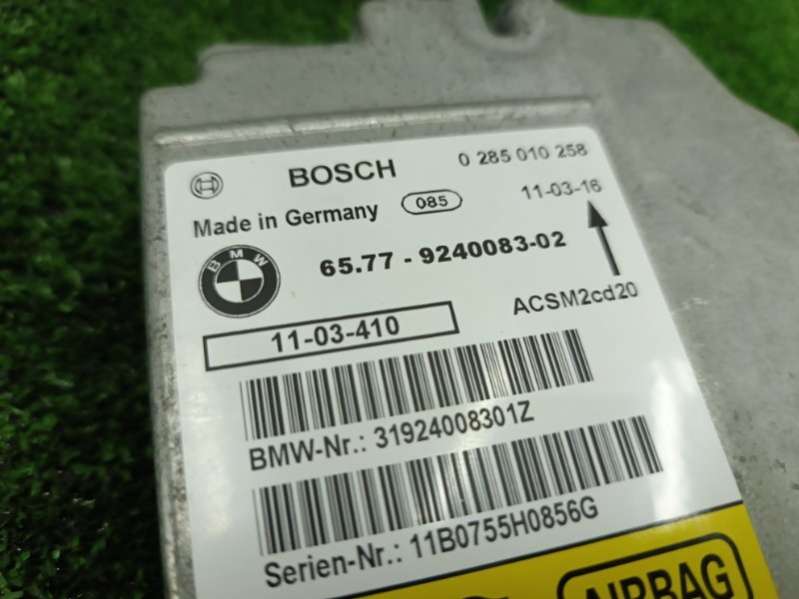 BOSCH 0 285 010 258
Made in Germany 085 11-03-16
BMW 65.77 - 9240083-02
ACSM2cd20
11-03-410
BMW-Nr.: 31924008301Z
Serien-Nr.: 11B0755H0856G
AIRBAG